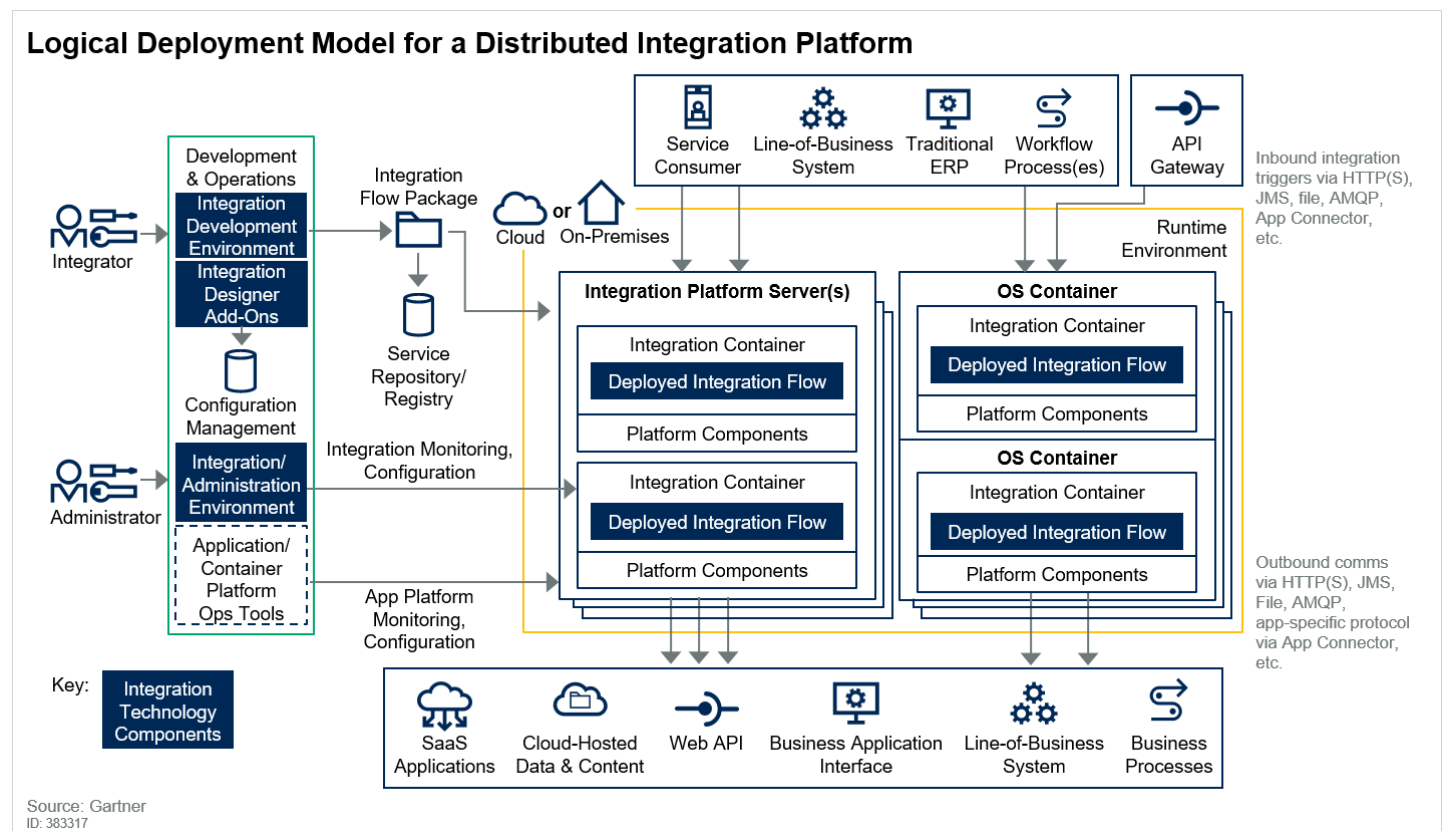 Logical Deployment Model for a Distributed Integration Platform
Service
Consumer
Line-of-Business
System
Traditional
ERP
Workflow
Process(es)
API
Gateway
Inbound integration
triggers via HTTP(S),
JMS, file, AMQP,
App Connector,
etc.
Development
& Operations
Integration
Development
Environment
Integration
Designer
Add-Ons
Configuration
Management
Integration/
Administration
Environment
Application/
Container
Platform
Ops Tools
Integrator
Administrator
Integration
Flow Package
Service
Repository/
Registry
Integration Monitoring,
Configuration
App Platform
Monitoring,
Configuration
Cloud
or
On-Premises
Runtime
Environment
Integration Platform Server(s)
Integration Container
Deployed Integration Flow
Platform Components
Integration Container
Deployed Integration Flow
Platform Components
OS Container
Integration Container
Deployed Integration Flow
Platform Components
OS Container
Integration Container
Deployed Integration Flow
Platform Components
Outbound comms
via HTTP(S), JMS,
File, AMQP,
app-specific protocol
via App Connector,
etc.
Key:
Integration
Technology
Components
SaaS
Applications
Cloud-Hosted
Data & Content
Web API
Business Application
Interface
Line-of-Business
System
Business
Processes
Source: Gartner
ID: 383317